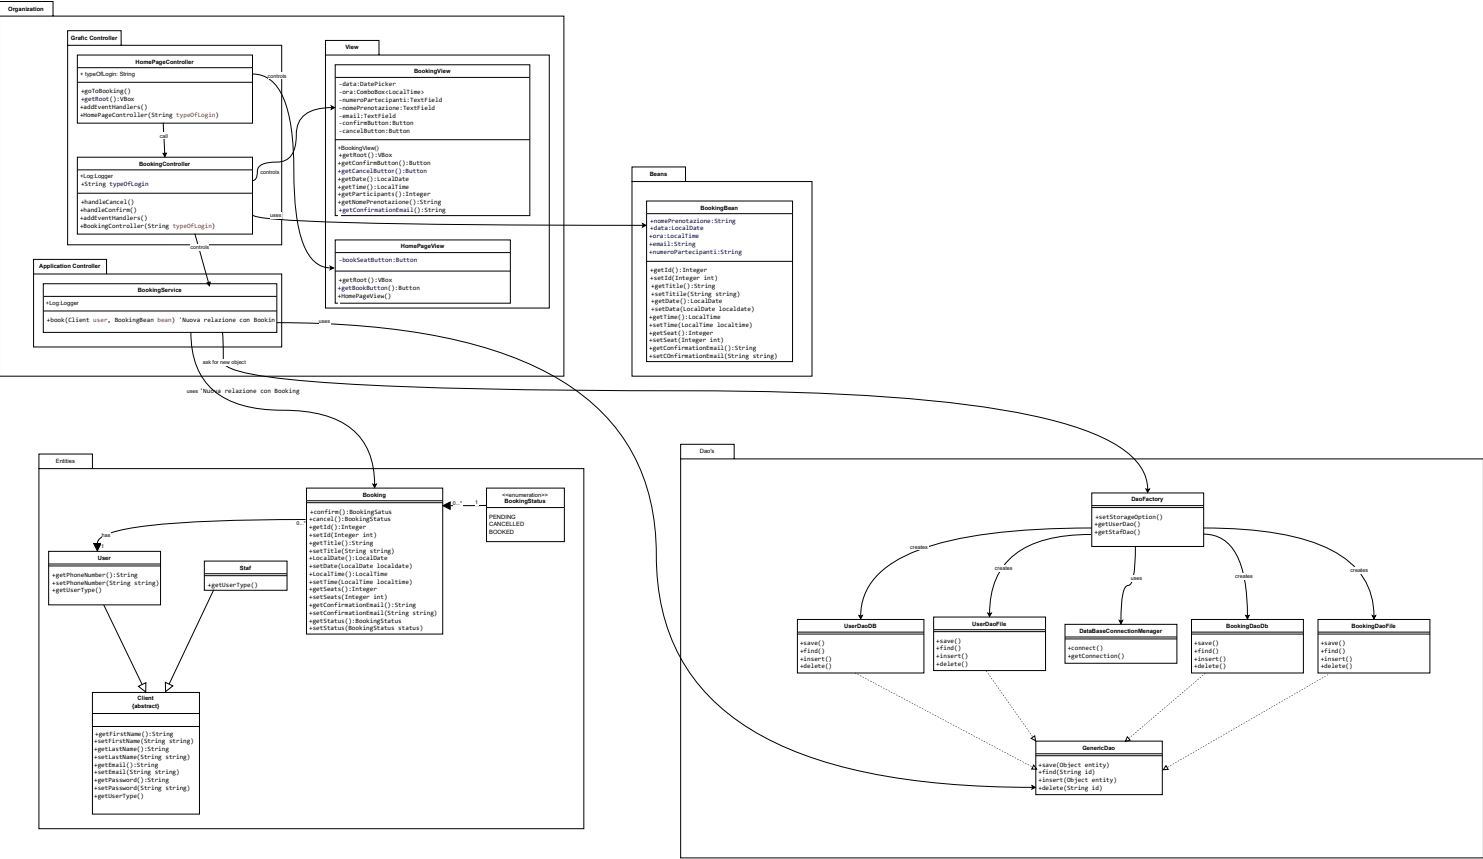 Organization
Grafic Controller
HomePageController
+ typeOfLogin: String
+goToBooking()
+getRoot():VBox
+addEventHandlers()
+HomePageController(String typeOfLogin)
controls
call
BookingController
+Log:Logger
+String typeOfLogin
+handleCancel()
+handleConfirm()
+addEventHandlers()
+BookingController(String typeOfLogin)
controls
uses
controls
View
BookingView
-data:DatePicker
-ora:ComboBox<LocalTime>
-numeroPartecipanti:TextField
-nomePrenotazione:TextField
-email:TextField
-confirmButton:Button
-cancelButton:Button
+BookingView()
+getRoot():VBox
+getConfirmButton():Button
+getCancelButton():Button
+getDate():LocalDate
+getTime():LocalTime
+getParticipants():Integer
+getNomePrenotazione():String
+getConfirmationEmail():String
HomePageView
-bookSeatButton:Button
+getRoot():VBox
+getBookButton():Button
+HomePageView()
Application Controller
BookingService
+Log:Logger
+book(Client user, BookingBean bean) 'Nuova relazione con Bookin
uses
ask for new object
uses 'Nuova relazione con Booking
Beans
BookingBean
+nomePrenotazione:String
+data:LocalDate
+ora:LocalTime
+email:String
+numeroPartecipanti:String
+getId():Integer
+setId(Integer int)
+getTitle():String
+setTitile(String string)
+getDate():LocalDate
+setData(LocalDate localdate)
+getTime():LocalTime
+setTime(LocalTime localtime)
+getSeat():Integer
+setSeat(Integer int)
+getConfirmationEmail():String
+setCOnfirmationEmail(String string)
Entities
Booking
+confirm():BookingSatus
+cancel():BookingStatus
+getId():Integer
+setId(Integer int)
+getTitle():String
+setTitle(String string)
+LocalDate():LocalDate
+setDate(LocalDate localdate)
+LocalTime():LocalTime
+setTime(LocalTime localtime)
+getSeats():Integer
+setSeats(Integer int)
+getConfirmationEmail():String
+setConfirmationEmail(String string)
+getStatus():BookingStatus
+setStatus(BookingStatus status)
0...*
1
<<enumeration>>
BookingStatus
PENDING
CANCELLED
BOOKED
0...*
has
1
User
+getPhoneNumber():String
+setPhoneNumber(String string)
+getUserType()
Staf
+getUserType()
Client
{abstract}
+getFirstName():String
+setFirstName(String string)
+getLastName():String
+setLastName(String string)
+getEmail():String
+setEmail(String string)
+getPassword():String
+setPassword(String string)
+getUserType()
Dao's
DaoFactory
+setStorageOption()
+getUserDao()
+getStafDao()
creates
creates
uses
creates
creates
UserDaoDB
+save()
+find()
+insert()
+delete()
UserDaoFile
+save()
+find()
+insert()
+delete()
DataBaseConnectionMenager
+connect()
+getConnection()
BookingDaoDb
+save()
+find()
+insert()
+delete()
BookingDaoFile
+save()
+find()
+insert()
+delete()
GenericDao
+save(Object entity)
+find(String id)
+insert(Object entity)
+delete(String id)